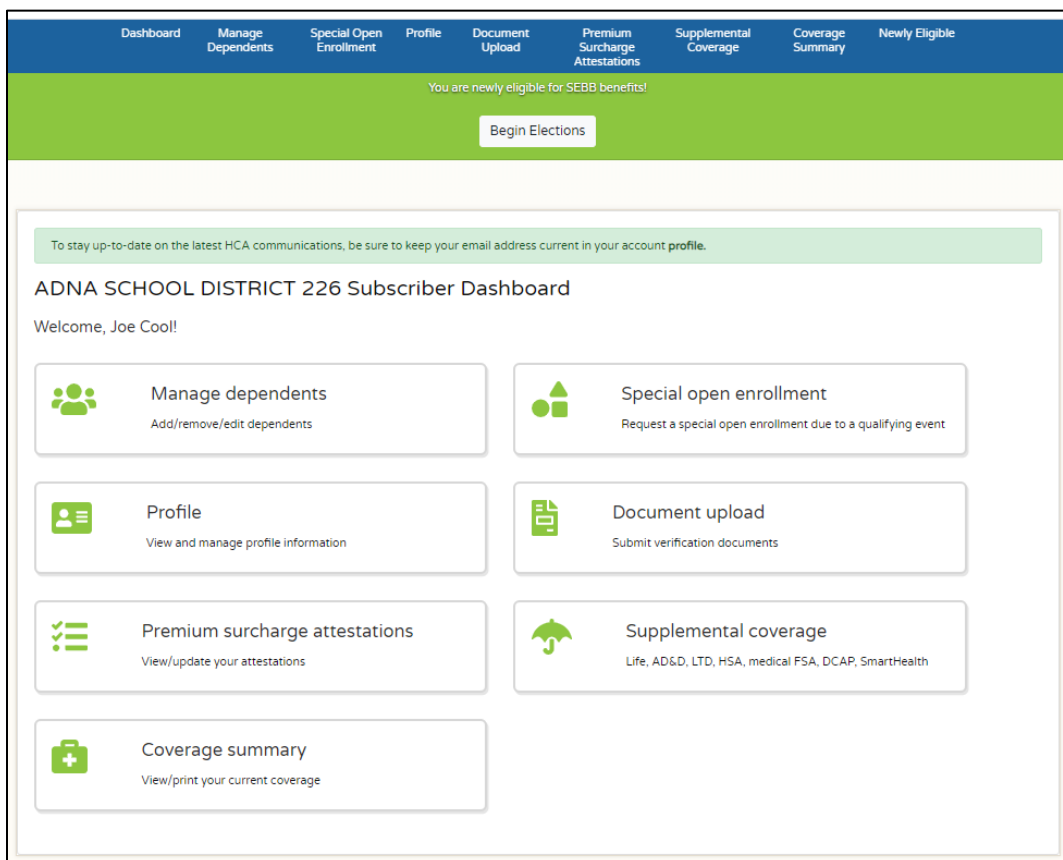 Dashboard
Manage
Dependents
Special Open
Enrollment
Profile
Document
Upload
Premium
Surcharge
Attestations
Supplemental
Coverage
Coverage
Summary
Newly Eligible
You are newly eligible for SEBB benefits!
Begin Elections
To stay up-to-date on the latest HCA communications, be sure to keep your email address current in your account profile.
ADNA SCHOOL DISTRICT 226 Subscriber Dashboard
Welcome, Joe Cool!
Manage dependents
Add/remove/edit dependents
Special open enrollment
Request a special open enrollment due to a qualifying event
Profile
View and manage profile information
Document upload
Submit verification documents
Premium surcharge attestations
View/update your attestations
Supplemental coverage
Life, AD&D, LTD, HSA, medical FSA, DCAP, SmartHealth
Coverage summary
View/print your current coverage